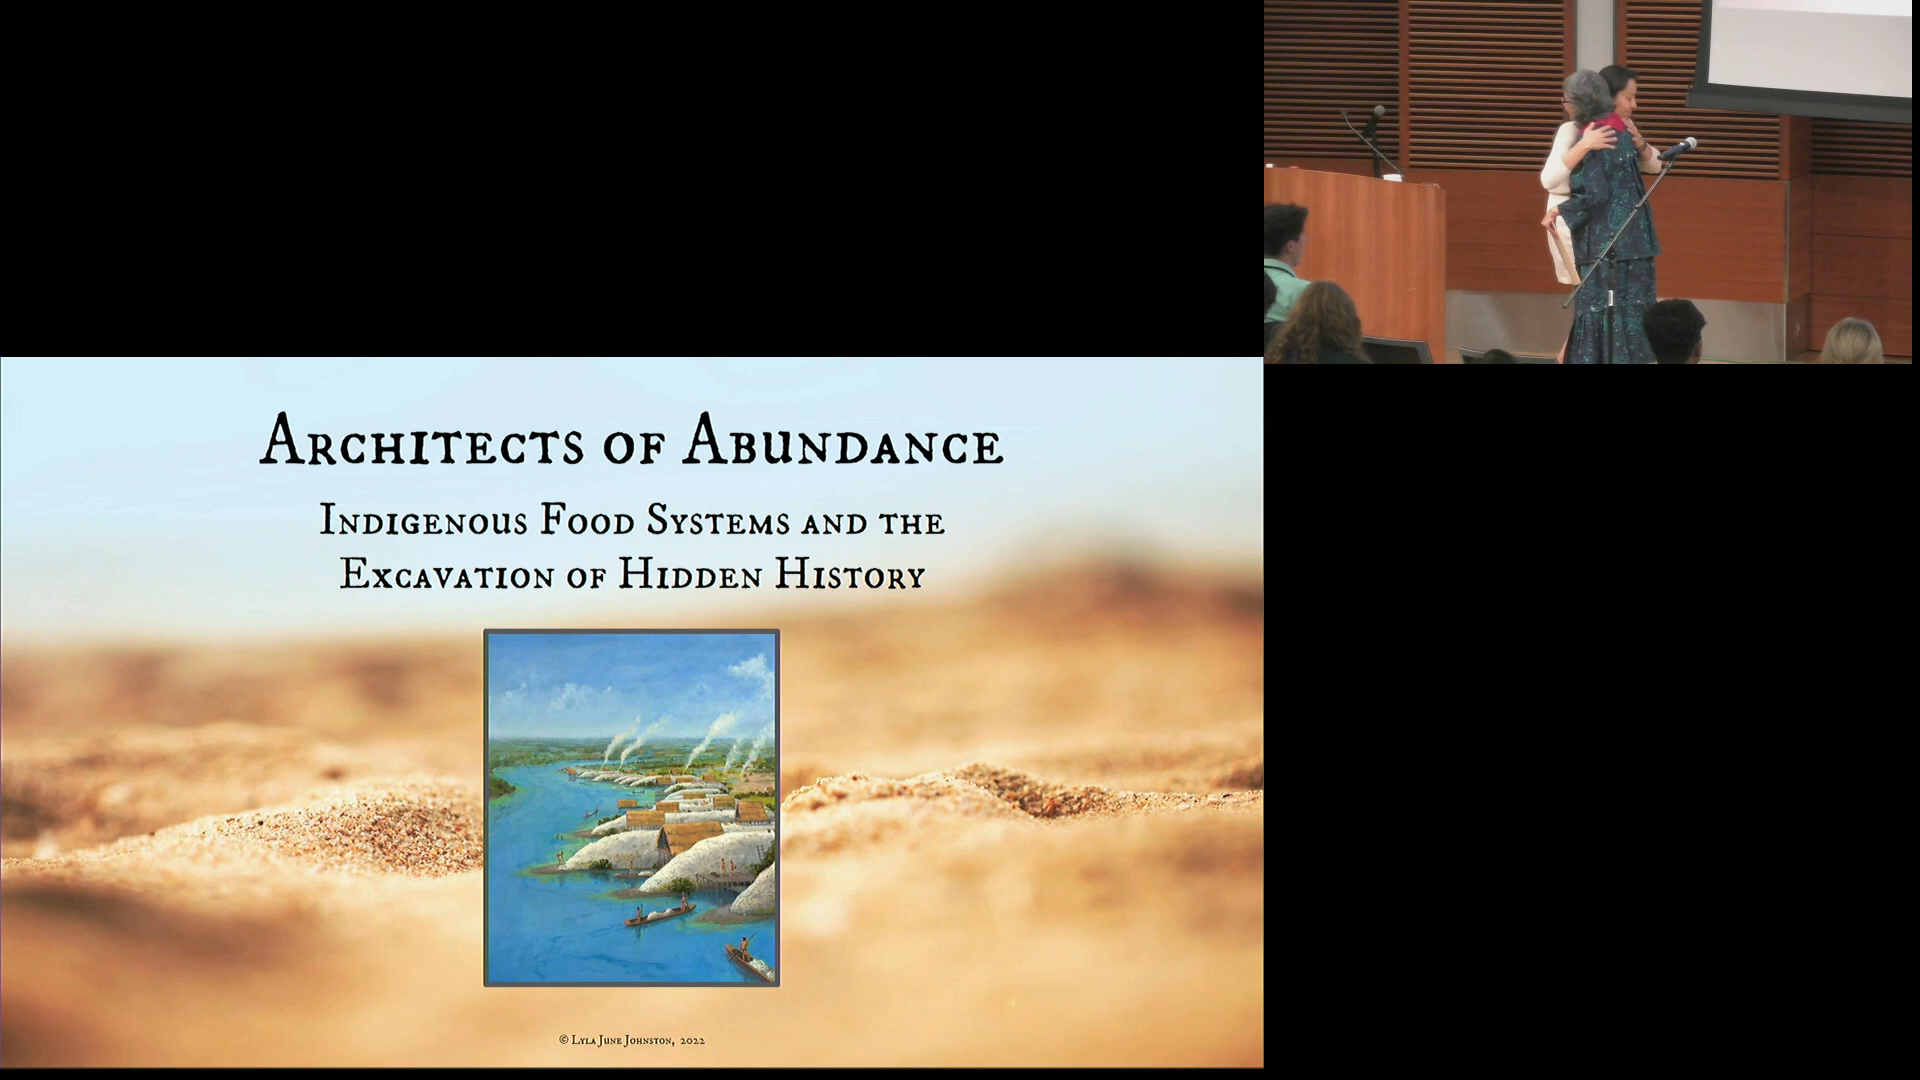 Architects of Abundance
Indigenous Food Systems and the
Excavation of Hidden History
© Lyla June Johnston, 2022